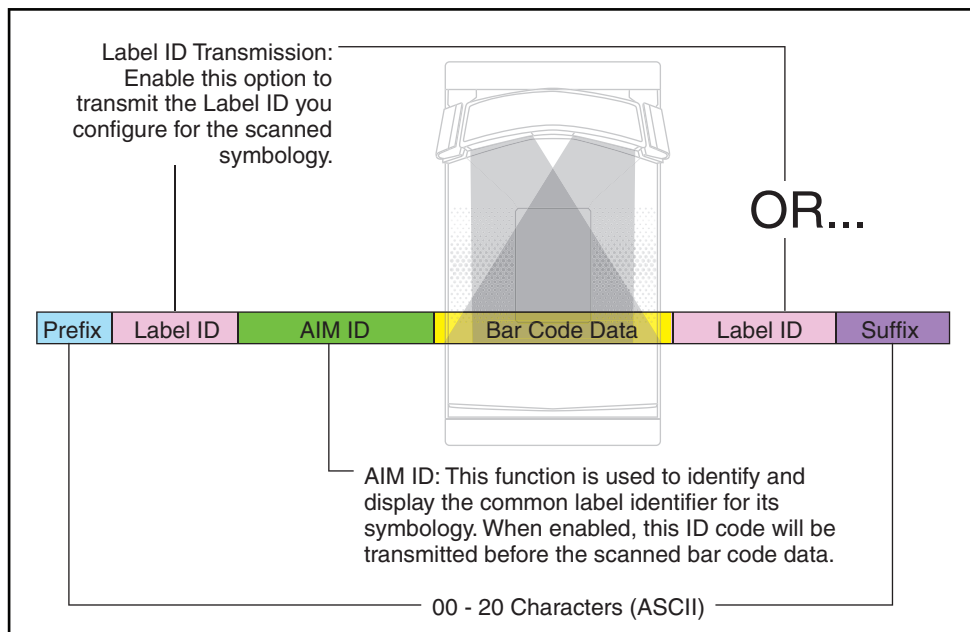 Label ID Transmission:
Enable this option to
transmit the Label ID you
configure for the scanned
symbology.
OR...
Prefix Label ID AIM ID Bar Code Data Label ID Suffix
AIM ID: This function is used to identify and
display the common label identifier for its
symbology. When enabled, this ID code will be
transmitted before the scanned bar code data.
00 - 20 Characters (ASCII)